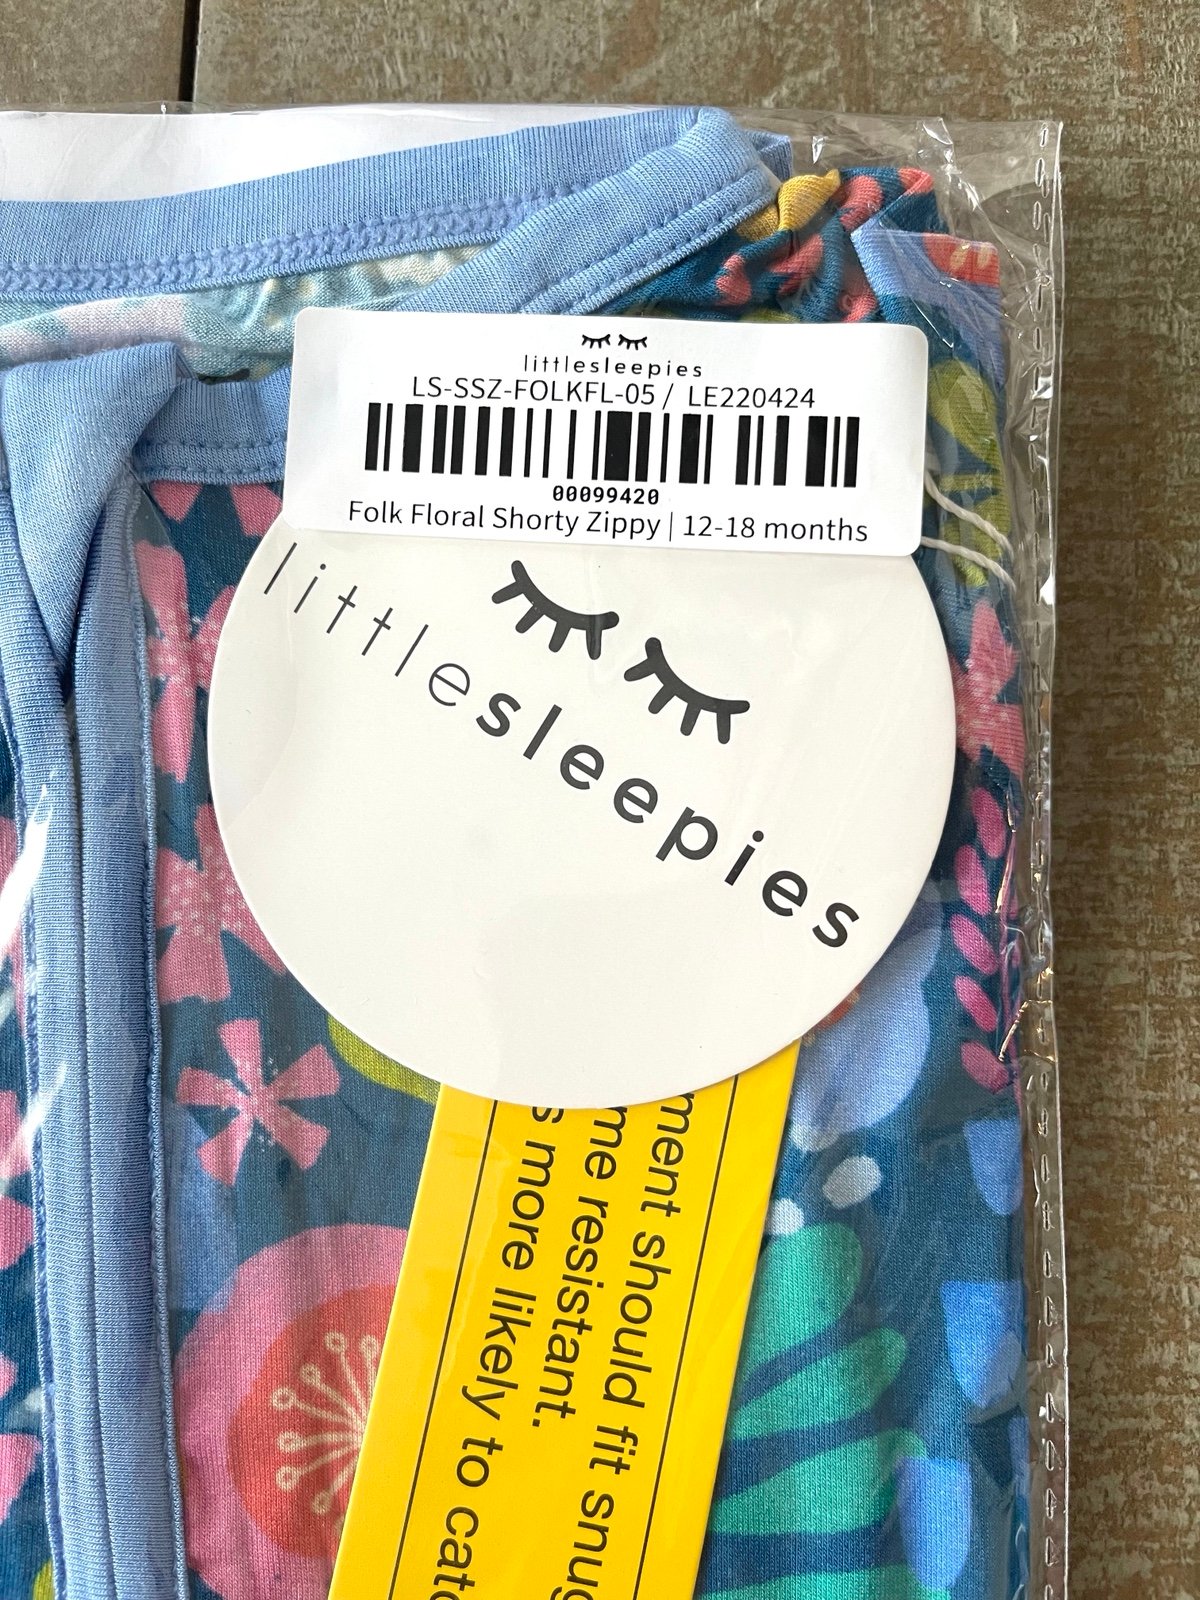 littlesleepies
LS-SSZ-FOLKFL-05 / LE220424
00099420
Folk Floral Shorty Zippy | 12-18 months
littlesleepies
should fit snug
resistant.
more likely to